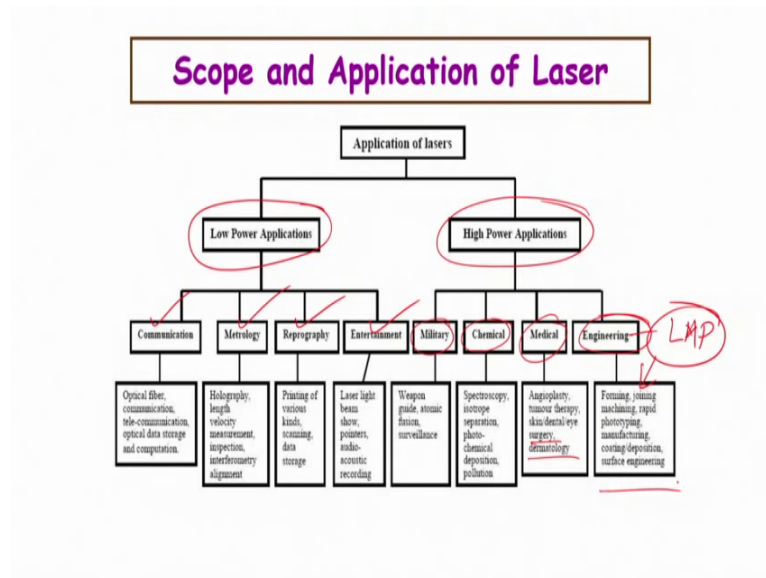 Scope and Application of Laser
Application of lasers
Low Power Applications
High Power Applications
Communication
Metrology
Reprography
Entertainment
Military
Chemical
Medical
Engineering
LMP
Optical fiber,
communication,
tele-communication,
optical data storage
and computation.
Holography,
length
velocity
measurement,
inspection,
interferometry
alignment
Printing of
various
kinds,
scanning,
data
storage
Laser light
beam
show,
pointers,
audio-
acoustic
recording
Weapon
guide, atomic
fusion,
surveillance
Spectroscopy,
isotope
separation,
photo-
chemical
deposition,
pollution
Angioplasty,
tumour therapy,
skin/dental/eye
surgery,
dermatology
Forming, joining
machining, rapid
phototyping,
manufacturing,
coating/deposition,
surface engineering